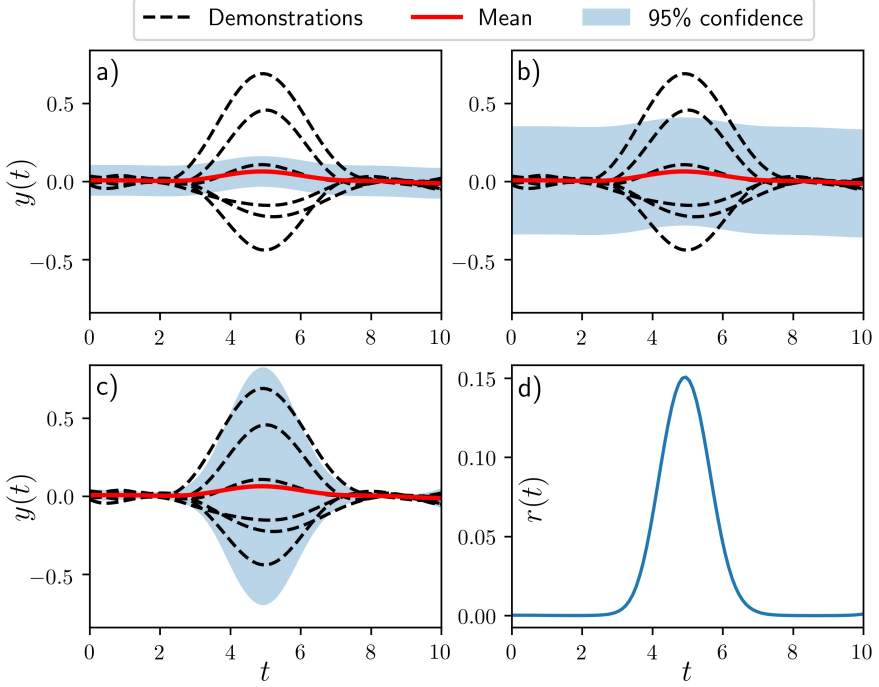 Demonstrations Mean 95% confidence
a) b)
0.5 0.5
0.0 0.0
−0.5 −0.5
y(t)
0 2 4 6 8 10 0 2 4 6 8 10
c) d)
0.5 0.15
0.0 0.10
−0.5 0.05
0.00
y(t) r(t)
0 2 4 6 8 10 0 2 4 6 8 10
t t